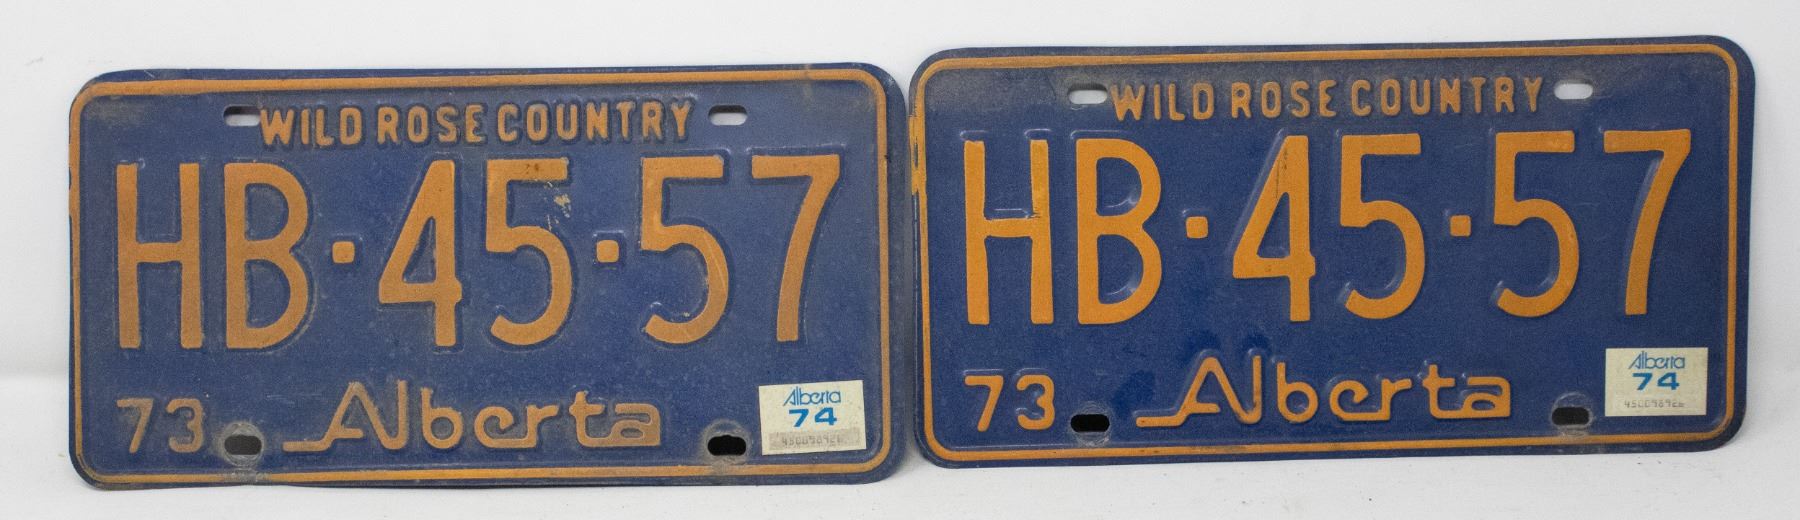 WILD ROSE COUNTRY
HB·45·57
73 Alberta
Alberta
74
WILD ROSE COUNTRY
HB·45·57
73 Alberta
Alberta
74